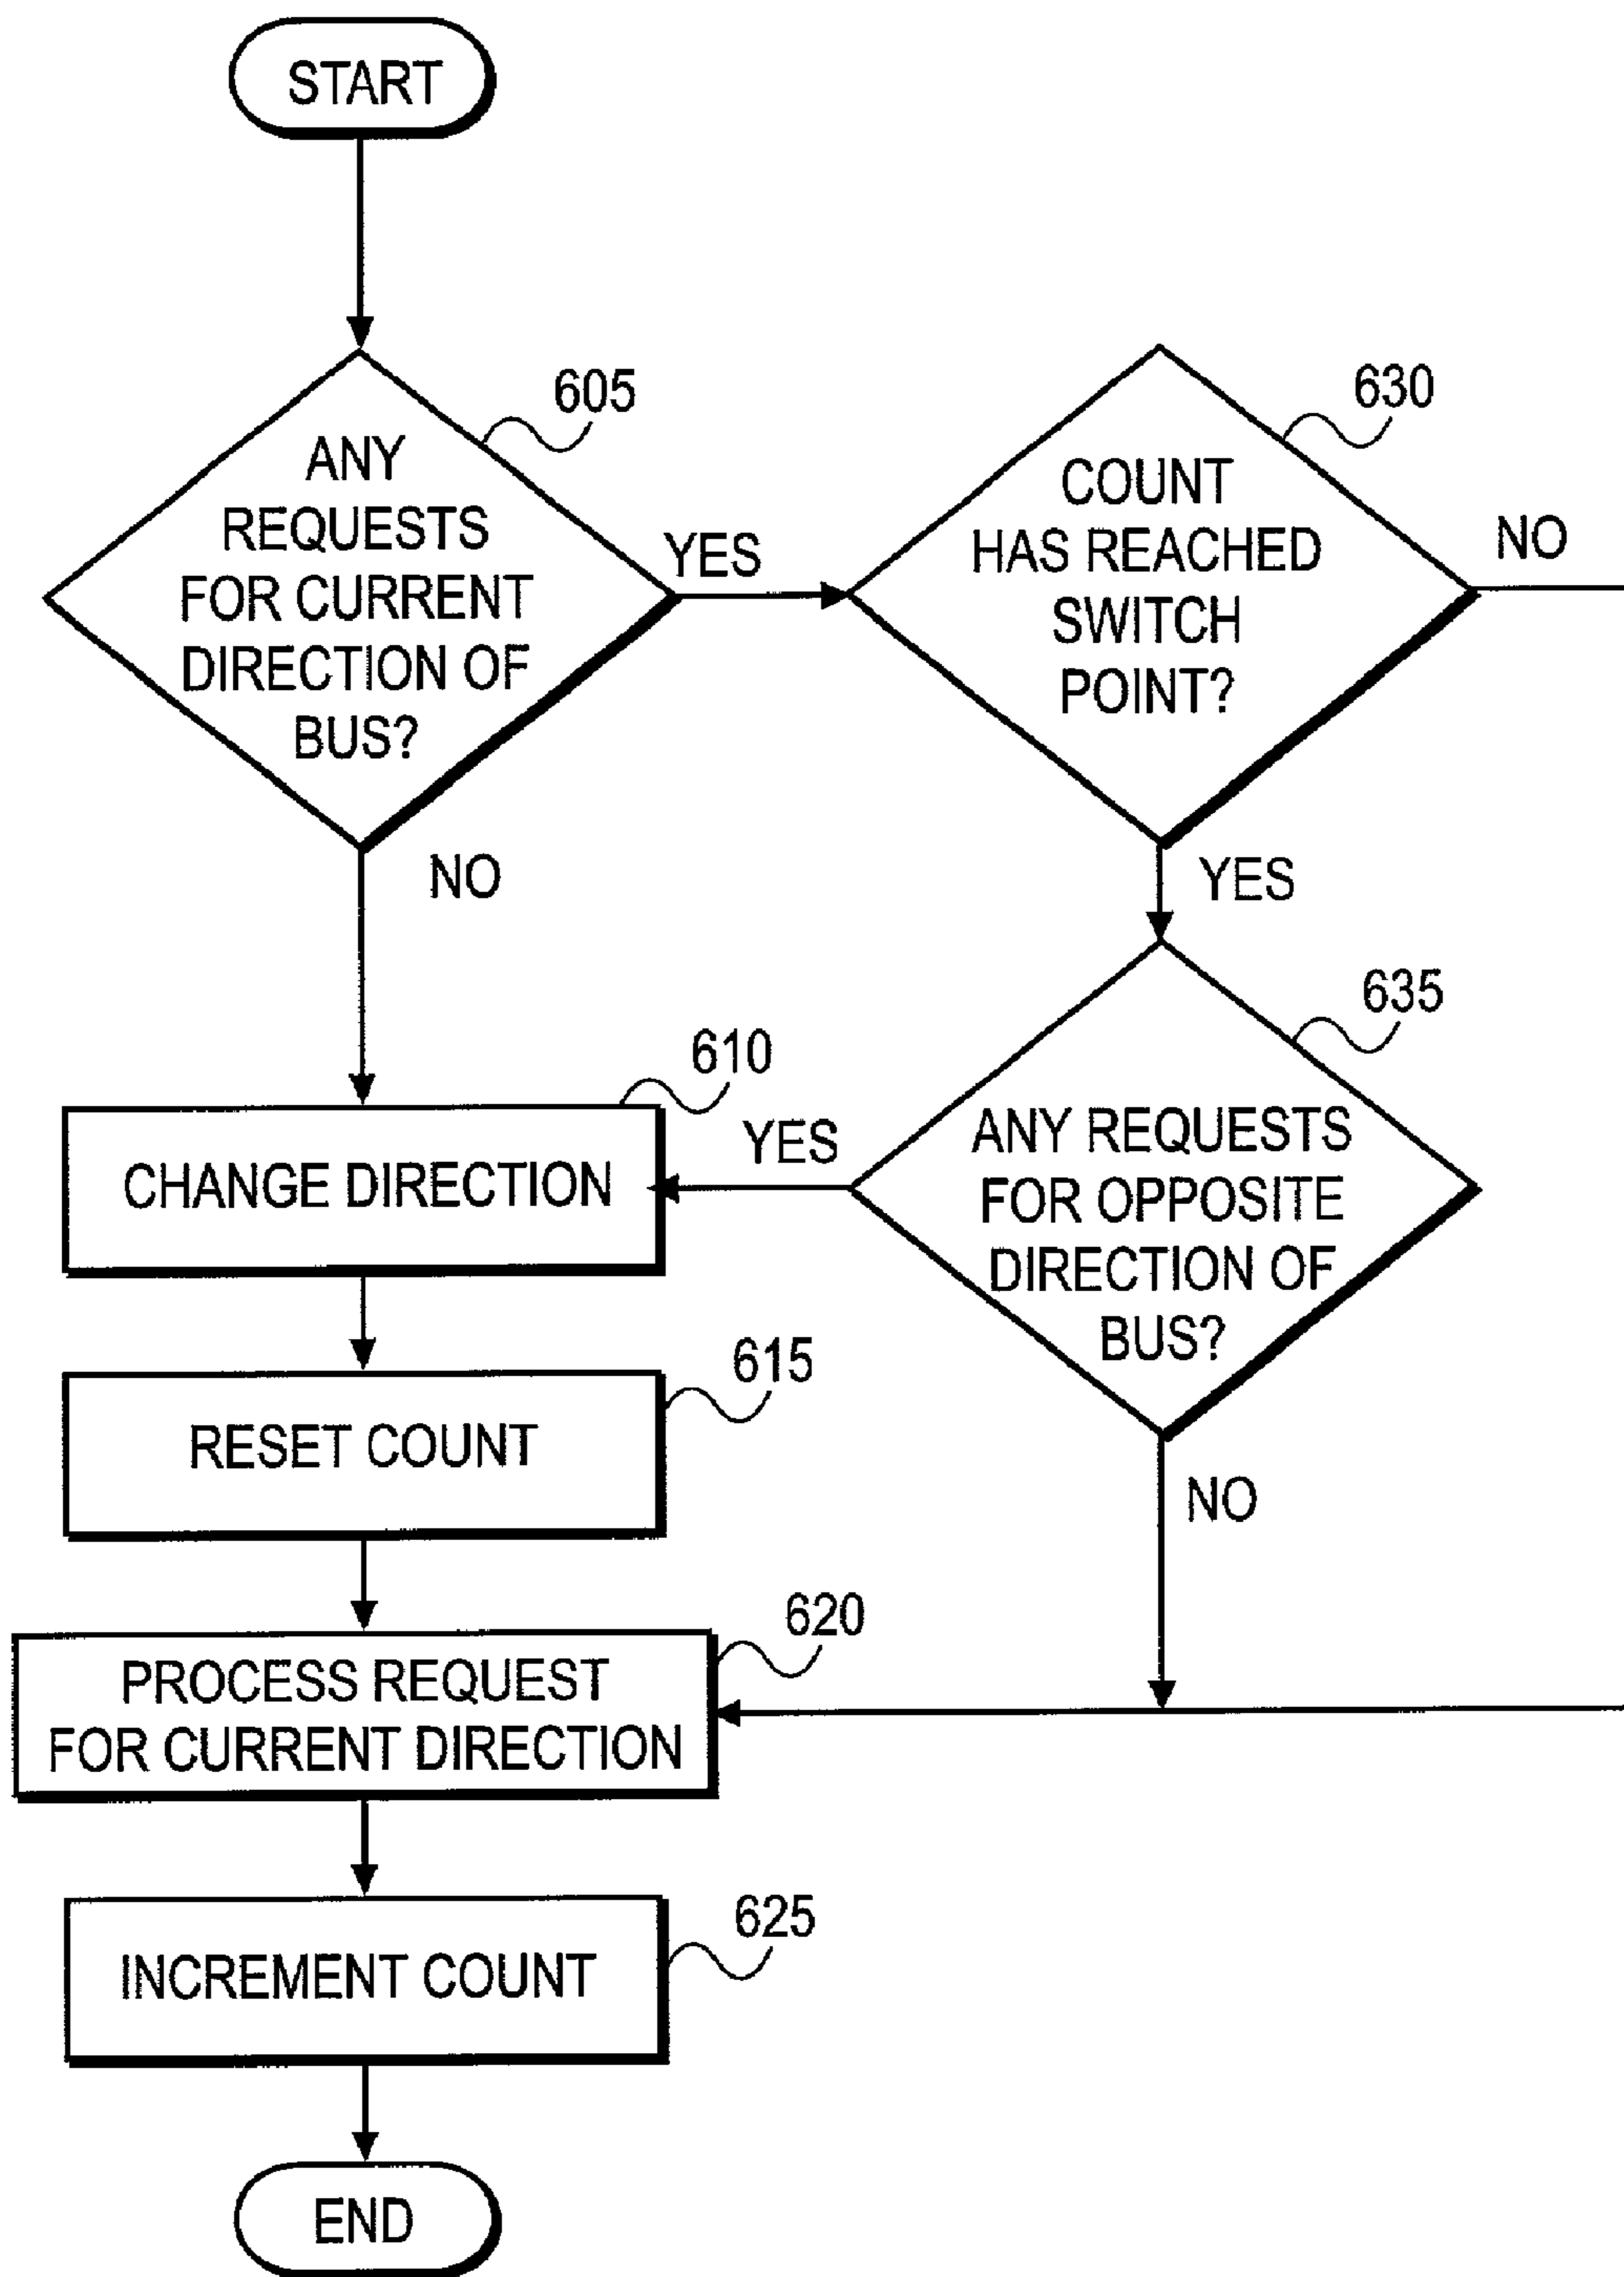 START
605
ANY
REQUESTS
FOR CURRENT
DIRECTION OF
BUS?
YES
NO
630
COUNT
HAS REACHED
SWITCH
POINT?
NO
YES
635
ANY REQUESTS
FOR OPPOSITE
DIRECTION OF
BUS?
YES
NO
610
CHANGE DIRECTION
615
RESET COUNT
620
PROCESS REQUEST
FOR CURRENT DIRECTION
625
INCREMENT COUNT
END